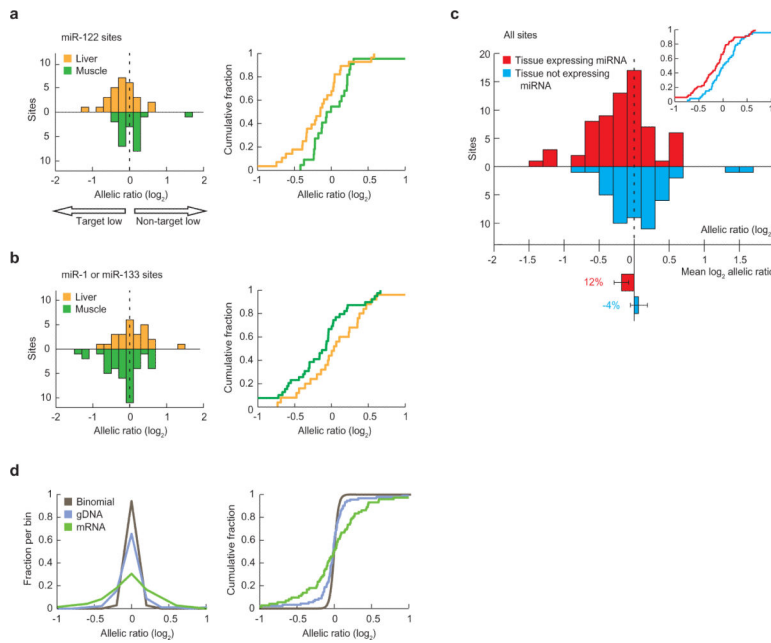 a
miR-122 sites
Liver
Muscle
Sites
10
5
0
5
10
-2 -1 0 1 2
Allelic ratio (log2)
Target low
Non-target low
Cumulative fraction
1
0.8
0.6
0.4
0.2
0
-1 -0.5 0 0.5 1
Allelic ratio (log2)
b
miR-1 or miR-133 sites
Liver
Muscle
Sites
10
5
0
5
10
-2 -1 0 1 2
Allelic ratio (log2)
Cumulative fraction
1
0.8
0.6
0.4
0.2
0
-1 -0.5 0 0.5 1
Allelic ratio (log2)
c
All sites
Tissue expressing miRNA
Tissue not expressing
miRNA
Sites
20
15
10
5
0
5
10
1
0.8
0.6
0.4
0.2
0
-1 -0.5 0 0.5 1
Allelic ratio (log2
-1.5 -1 -0.5 0 0.5 1 1.5
Mean log2 allelic ratio
12%
-4%
d
Binomial
gDNA
mRNA
Fraction per bin
1
0.8
0.6
0.4
0.2
0
-1 -0.5 0 0.5 1
Allelic ratio (log2)
Cumulative fraction
1
0.8
0.6
0.4
0.2
0
-1 -0.5 0 0.5 1
Allelic ratio (log2)